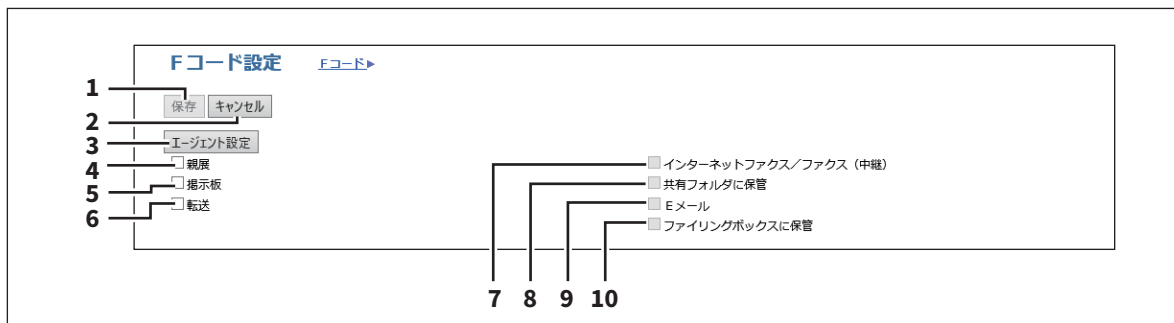 Fコード設定 Fコード▶
1 保存 キャンセル
2
3 エージェント設定
4 親展
5 掲示板
6 転送
インターネットファクス／ファクス（中継）
共有フォルダに保管
Eメール
ファイリングボックスに保管
7 8 9 10